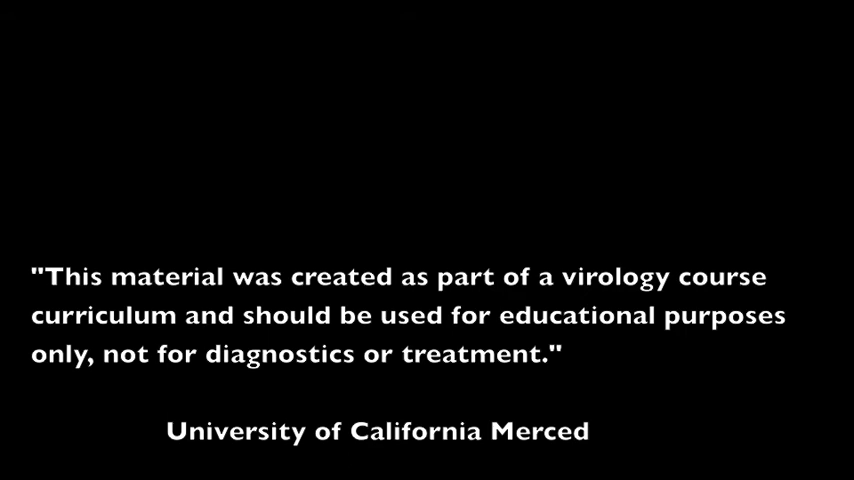 "This material was created as part of a virology course
curriculum and should be used for educational purposes
only, not for diagnostics or treatment."
University of California Merced